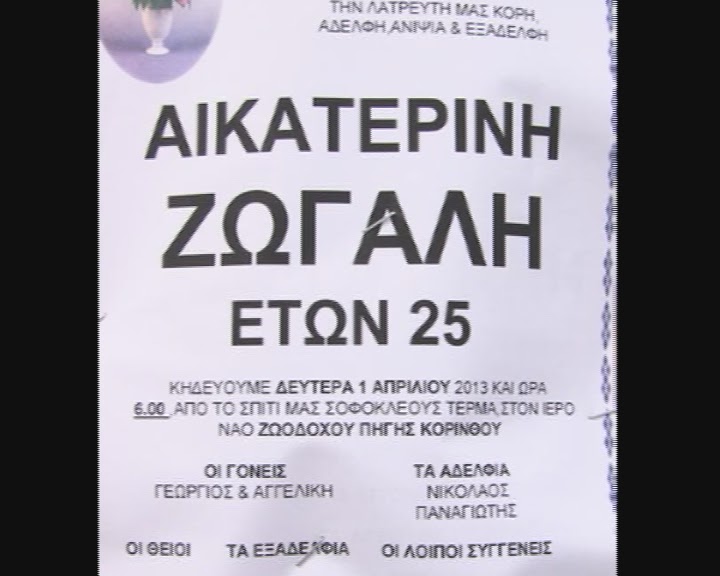 ΤΗΝ ΛΑΤΡΕΥΤΗ ΜΑΣ ΚΟΡΗ,
ΑΔΕΛΦΗ,ΑΝΙΨΙΑ & ΕΞΑΔΕΛΦΗ
ΑΙΚΑΤΕΡΙΝΗ
ΖΩΓΑΛΗ
ΕΤΩΝ 25
ΚΗΔΕΥΟΥΜΕ ΔΕΥΤΕΡΑ 1 ΑΠΡΙΛΙΟΥ 2013 ΚΑΙ ΩΡΑ
6.00 ,ΑΠΟ ΤΟ ΣΠΙΤΙ ΜΑΣ ΣΟΦΟΚΛΕΟΥΣ ΤΕΡΜΑ,ΣΤΟΝ ΙΕΡΟ
ΝΑΟ ΖΩΟΔΟΧΟΥ ΠΗΓΗΣ ΚΟΡΙΝΘΟΥ
ΟΙ ΓΟΝΕΙΣ ΤΑ ΑΔΕΛΦΙΑ
ΓΕΩΡΓΙΟΣ & ΑΓΓΕΛΙΚΗ ΝΙΚΟΛΑΟΣ
ΠΑΝΑΓΙΩΤΗΣ
ΟΙ ΘΕΙΟΙ ΤΑ ΕΞΑΔΕΛΦΙΑ ΟΙ ΛΟΙΠΟΙ ΣΥΓΓΕΝΕΙΣ